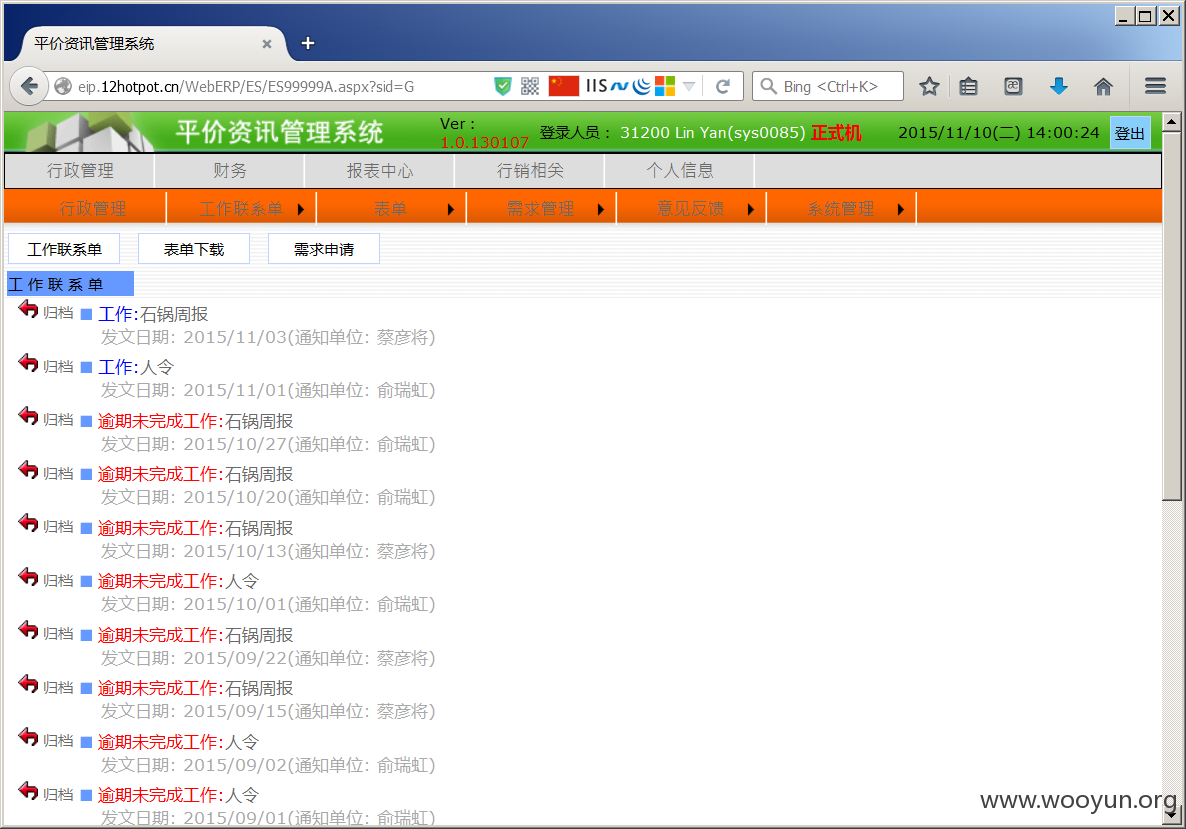 平价资讯管理系统
eip.12hotpot.cn/WebERP/ES/ES99999A.aspx?sid=G
IIS
Bing <Ctrl+K>
平价资讯管理系统
Ver :
1.0.130107
登录人员： 31200 Lin Yan(sys0085) 正式机
2015/11/10(二) 14:00:24
登出
行政管理 财务 报表中心 行销相关 个人信息
行政管理 工作联系单 表单 需求管理 意见反馈 系统管理
工作联系单 表单下载 需求申请
工作联系单
归档 工作:石锅周报
发文日期: 2015/11/03(通知单位: 蔡彦将)
归档 工作:人令
发文日期: 2015/11/01(通知单位: 俞瑞虹)
归档 逾期未完成工作:石锅周报
发文日期: 2015/10/27(通知单位: 俞瑞虹)
归档 逾期未完成工作:石锅周报
发文日期: 2015/10/20(通知单位: 俞瑞虹)
归档 逾期未完成工作:石锅周报
发文日期: 2015/10/13(通知单位: 蔡彦将)
归档 逾期未完成工作:人令
发文日期: 2015/10/01(通知单位: 俞瑞虹)
归档 逾期未完成工作:石锅周报
发文日期: 2015/09/22(通知单位: 蔡彦将)
归档 逾期未完成工作:石锅周报
发文日期: 2015/09/15(通知单位: 蔡彦将)
归档 逾期未完成工作:人令
发文日期: 2015/09/02(通知单位: 俞瑞虹)
归档 逾期未完成工作:人令
发文日期: 2015/09/01(通知单位: 俞瑞虹)
www.wooyun.org